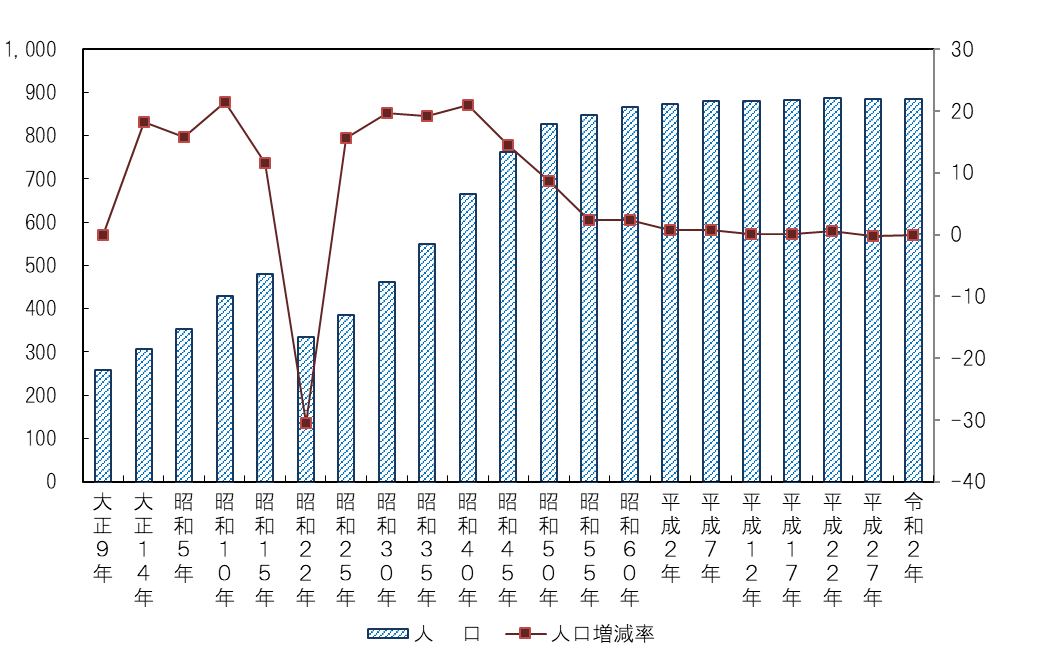 1,000
900
800
700
600
500
400
300
200
100
0
30
20
10
0
-10
-20
-30
-40
大正9年
大正14年
昭和5年
昭和10年
昭和15年
昭和22年
昭和25年
昭和30年
昭和35年
昭和40年
昭和45年
昭和50年
昭和55年
昭和60年
平成2年
平成7年
平成12年
平成17年
平成22年
平成27年
令和2年
人　口
人口増減率